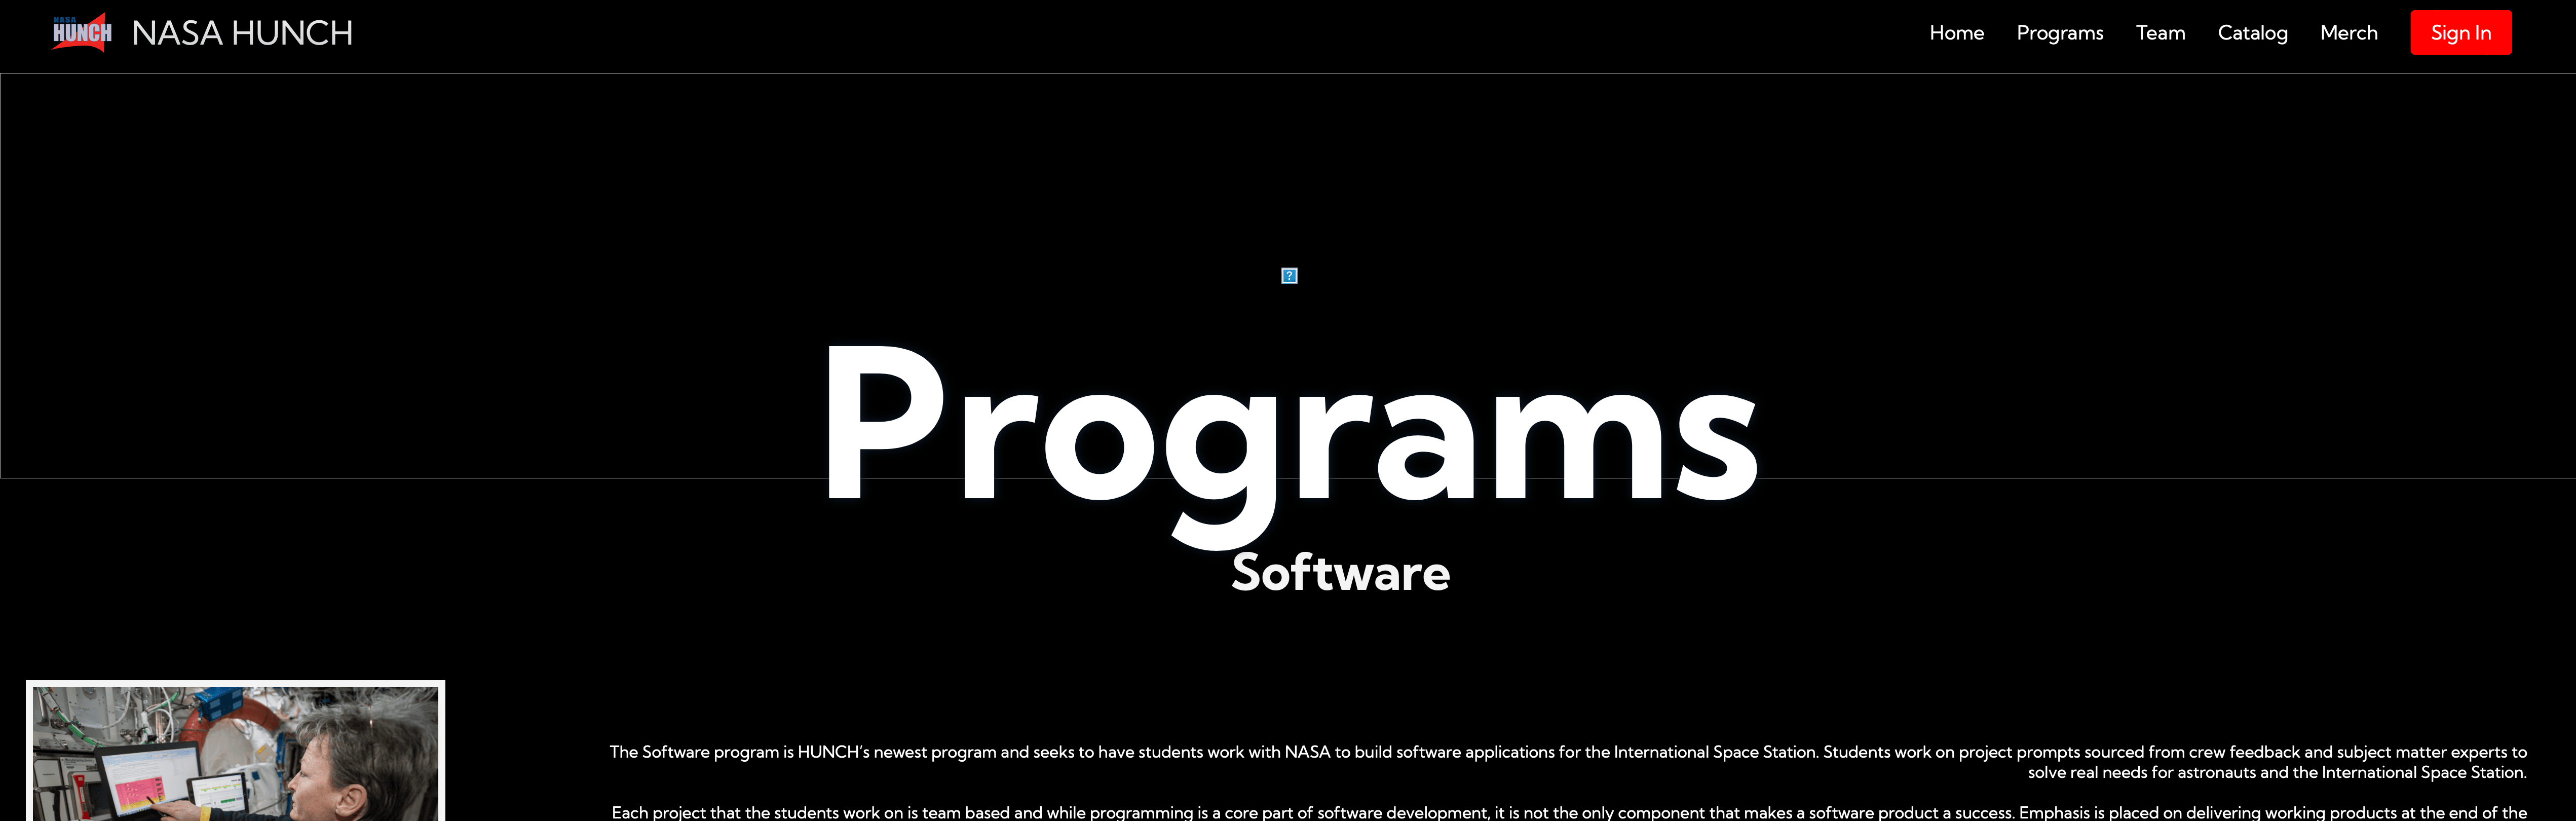 NASA
HUNCH
NASA HUNCH
Home
Programs
Team
Catalog
Merch
Sign In
?
Programs
Software
The Software program is HUNCH’s newest program and seeks to have students work with NASA to build software applications for the International Space Station. Students work on project prompts sourced from crew feedback and subject matter experts to
solve real needs for astronauts and the International Space Station.
Each project that the students work on is team based and while programming is a core part of software development, it is not the only component that makes a software product a success. Emphasis is placed on delivering working products at the end of the